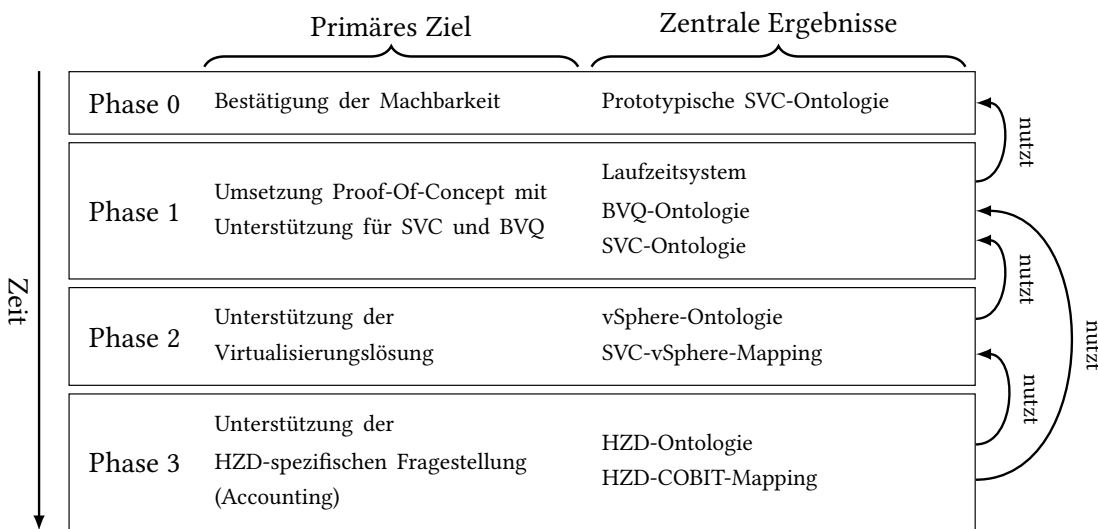 Primäres Ziel
Zentrale Ergebnisse
Zeit
Phase 0
Bestätigung der Machbarkeit
Prototypische SVC-Ontologie
nutzt
Phase 1
Umsetzung Proof-Of-Concept mit
Unterstützung für SVC und BVQ
Laufzeitsystem
BVQ-Ontologie
SVC-Ontologie
nutzt
nutzt
Phase 2
Unterstützung der
Virtualisierungslösung
vSphere-Ontologie
SVC-vSphere-Mapping
nutzt
Phase 3
Unterstützung der
HZD-spezifischen Fragestellung
(Accounting)
HZD-Ontologie
HZD-COBIT-Mapping